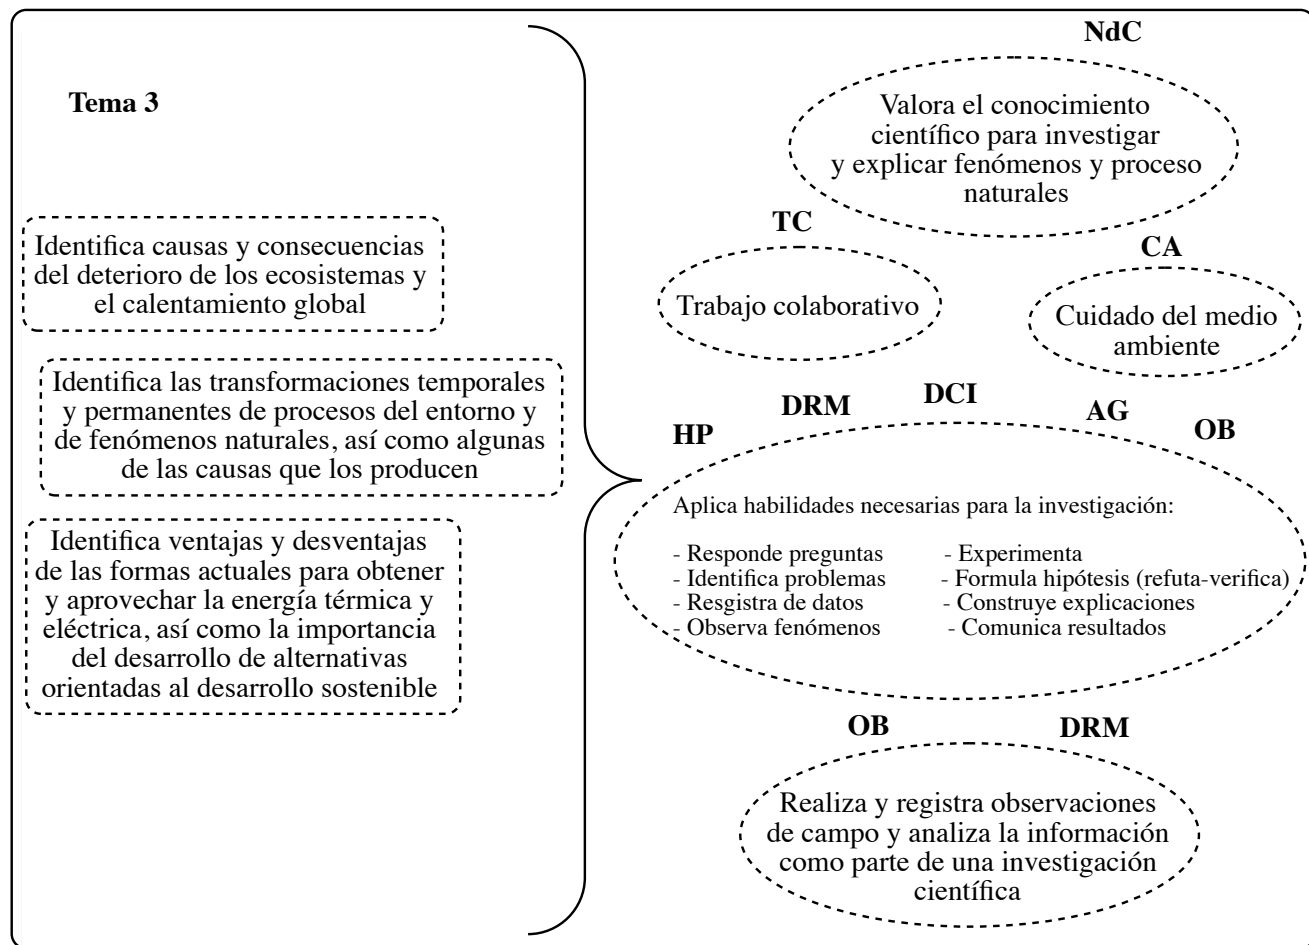 Tema 3
Identifica causas y consecuencias
del deterioro de los ecosistemas y
el calentamiento global
Identifica las transformaciones temporales
y permanentes de procesos del entorno y
de fenómenos naturales, así como algunas
de las causas que los producen
Identifica ventajas y desventajas
de las formas actuales para obtener
y aprovechar la energía térmica y
eléctrica, así como la importancia
del desarrollo de alternativas
orientadas al desarrollo sostenible
NdC
Valora el conocimiento
científico para investigar
y explicar fenómenos y proceso
naturales
TC
Trabajo colaborativo
CA
Cuidado del medio
ambiente
HP
DRM
DCI
AG
OB
Aplica habilidades necesarias para la investigación:
- Responde preguntas
- Identifica problemas
- Resgistra de datos
- Observa fenómenos
- Experimenta
- Formula hipótesis (refuta-verifica)
- Construye explicaciones
- Comunica resultados
OB
DRM
Realiza y registra observaciones
de campo y analiza la información
como parte de una investigación
científica